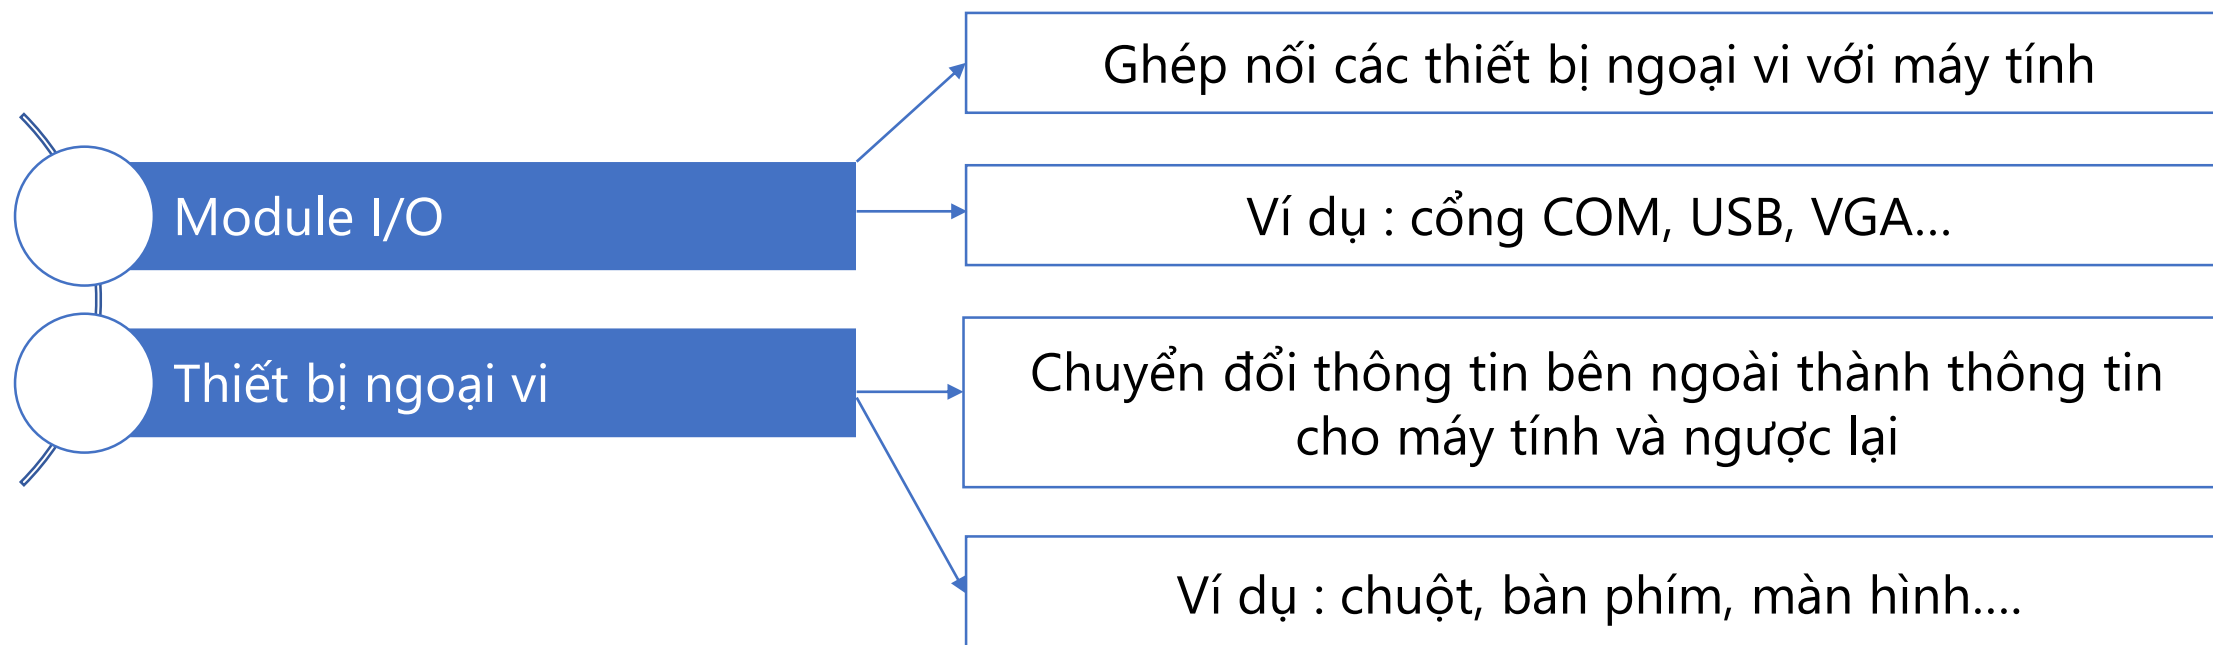 Module I/O
Ghép nối các thiết bị ngoại vi với máy tính
Ví dụ : cổng COM, USB, VGA...
Thiết bị ngoại vi
Chuyển đổi thông tin bên ngoài thành thông tin
cho máy tính và ngược lại
Ví dụ : chuột, bàn phím, màn hình....